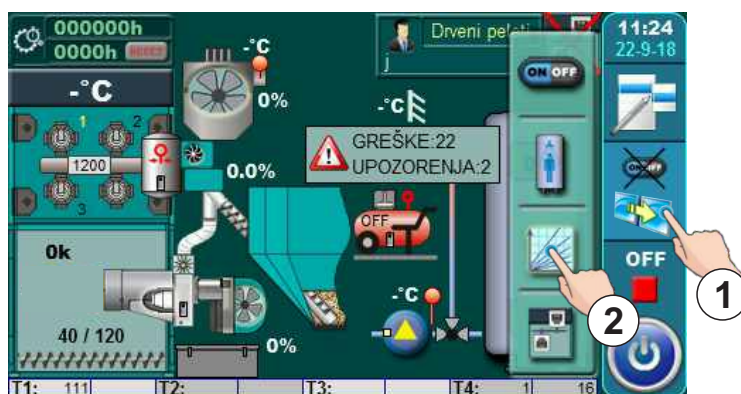 000000h
0000h RESET
-°C
-°C
0%
Drveni peleti
j
11:24
22-9-18
ON OFF
-°C
1
2
1200
3
0.0%
GREŠKE:22
UPOZORENJA:2
OFF
0k
OFF
1
-°C
2
40 / 120
0%
T1: 111 T2: T3: T4: 1 16